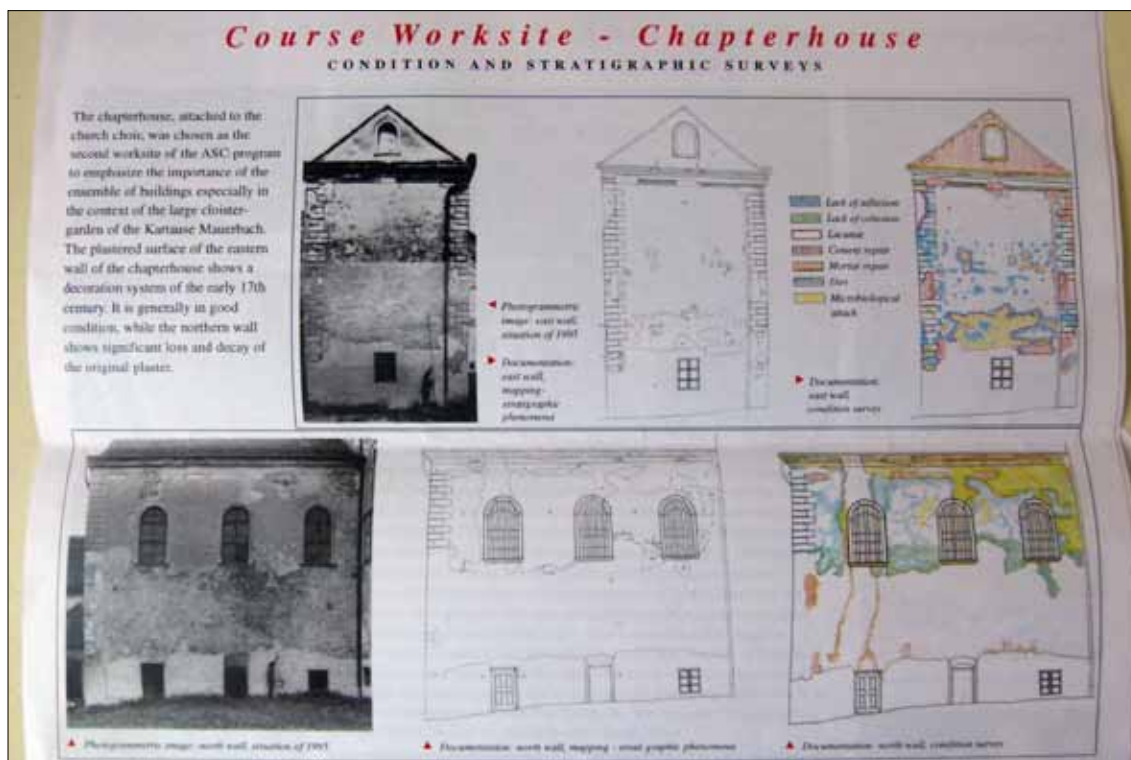 Course Worksite - Chapterhouse
CONDITION AND STRATIGRAPHIC SURVEYS
The chapterhouse, attached to the
church choir, was chosen as the
second worksite of the ASC program
to emphasize the importance of the
ensemble of buildings especially in
the context of the large cloister-
garden of the Kartause Mauerbach.
The plastered surface of the eastern
wall of the chapterhouse shows a
decoration system of the early 17th
century. It is generally in good
condition, while the northern wall
shows significant loss and decay of
the original plaster.
Photogrammetric
image: east wall,
situation of 1995
Documentation:
east wall,
mapping-
stratigraphic
phenomena
Lack of adhesion
Lack of cohesion
Lacunae
Cement repair
Mortar repair
Microbiological
attack
Documentation:
east wall,
condition survey
Photogrammetric image: north wall, situation of 1995
Documentation: north wall, mapping - strati graphic phenomena
Documentation: north wall, condition survey